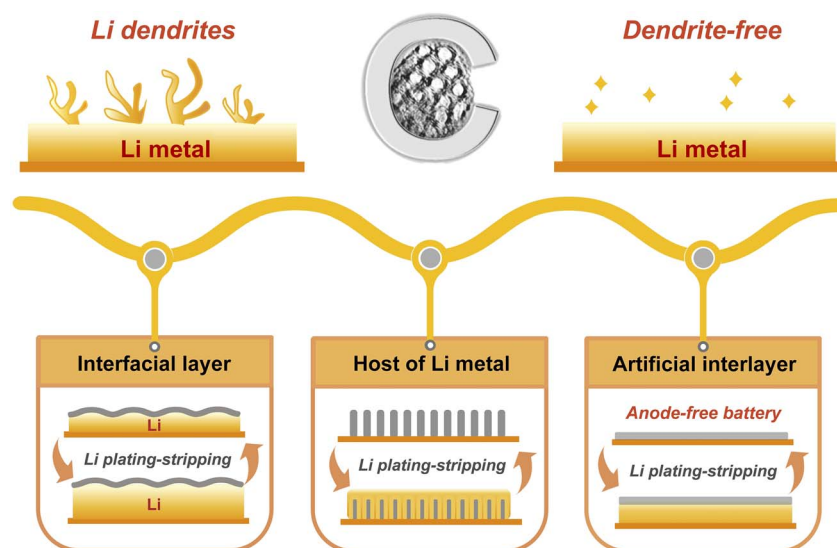 Li dendrites
Dendrite-free
Li metal
Li metal
Interfacial layer
Li
Li plating-stripping
Li
Host of Li metal
Li plating-stripping
Artificial interlayer
Anode-free battery
Li plating-stripping